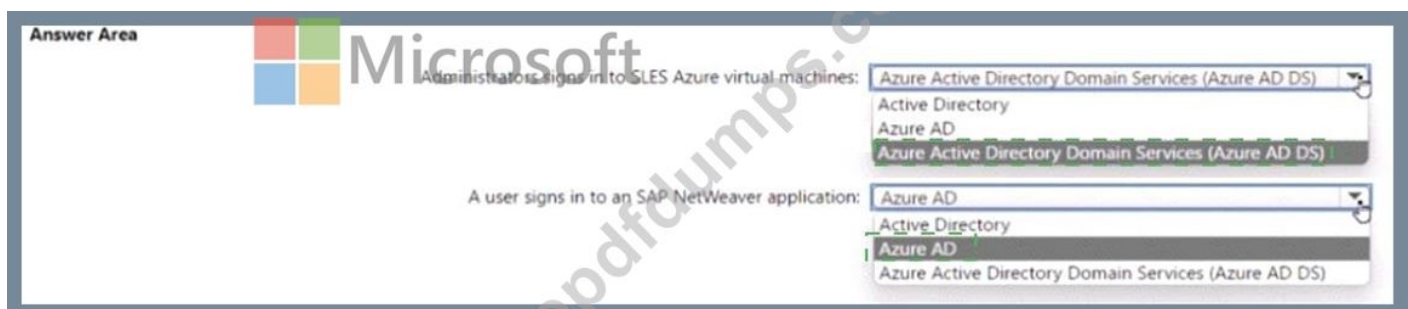 Answer Area
Microsoft
Administrators signs in to SLES Azure virtual machines: Azure Active Directory Domain Services (Azure AD DS)
Active Directory
Azure AD
Azure Active Directory Domain Services (Azure AD DS)
A user signs in to an SAP NetWeaver application: Azure AD
Active Directory
Azure AD
Azure Active Directory Domain Services (Azure AD DS)